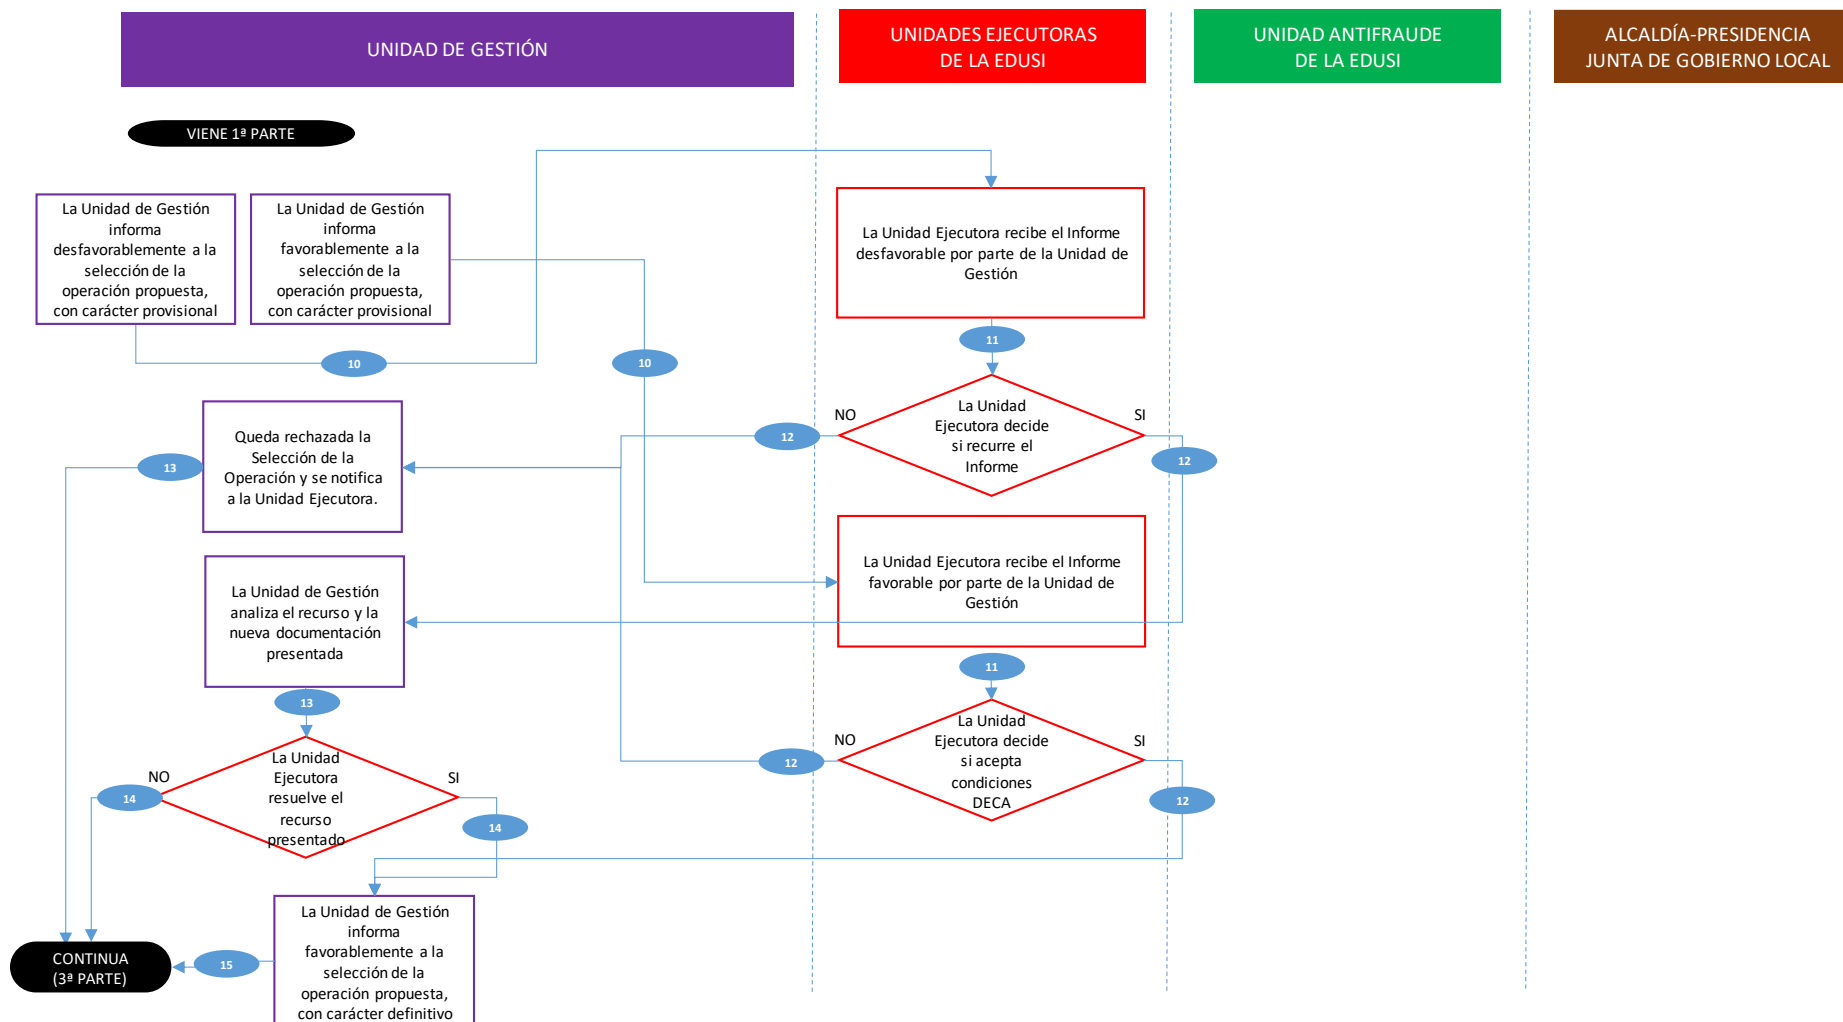 UNIDAD DE GESTIÓN
UNIDADES EJECUTORAS
DE LA EDUSI
UNIDAD ANTIFRAUDE
DE LA EDUSI
ALCALDÍA-PRESIDENCIA
JUNTA DE GOBIERNO LOCAL
VIENE 1ª PARTE
La Unidad de Gestión
informa
desfavorablemente a la
selección de la
operación propuesta,
con carácter provisional
La Unidad de Gestión
informa
favorablemente a la
selección de la
operación propuesta,
con carácter provisional
La Unidad Ejecutora recibe el Informe
desfavorable por parte de la Unidad de
Gestión
11
10
10
NO
La Unidad
Ejecutora decide
si recurre el
Informe
SI
12
12
Queda rechazada la
Selección de la
Operación y se notifica
a la Unidad Ejecutora.
13
La Unidad Ejecutora recibe el Informe
favorable por parte de la Unidad de
Gestión
La Unidad de Gestión
analiza el recurso y la
nueva documentación
presentada
11
13
NO
La Unidad
Ejecutora decide
si acepta
condiciones
DECA
SI
12
12
NO
La Unidad
Ejecutora
resuelve el
recurso
presentado
SI
14
14
La Unidad de Gestión
informa
favorablemente a la
selección de la
operación propuesta,
con carácter definitivo
15
CONTINUA
(3ª PARTE)